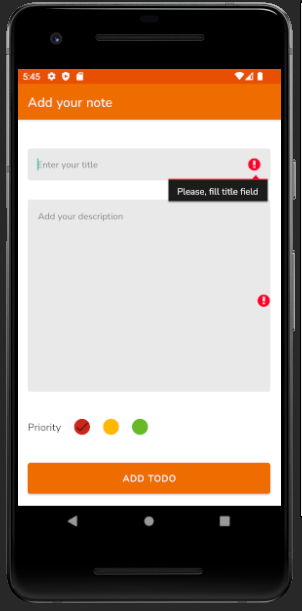 5:45
Add your note
Enter your title
Please, fill title field
Add your description
Priority
ADD TODO